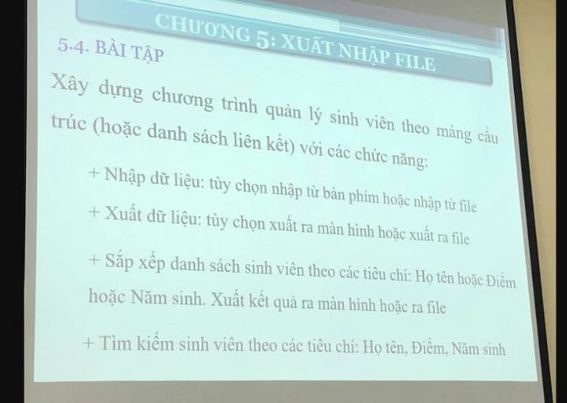 CHƯƠNG 5: XUẤT NHẬP FILE
5.4. BÀI TẬP
Xây dựng chương trình quản lý sinh viên theo mảng cấu
trúc (hoặc danh sách liên kết) với các chức năng:
+ Nhập dữ liệu: tùy chọn nhập từ bàn phím hoặc nhập từ file
+ Xuất dữ liệu: tùy chọn xuất ra màn hình hoặc xuất ra file
+ Sắp xếp danh sách sinh viên theo các tiêu chí: Họ tên hoặc Điểm
hoặc Năm sinh. Xuất kết quả ra màn hình hoặc ra file
+ Tìm kiếm sinh viên theo các tiêu chí: Họ tên, Điểm, Năm sinh